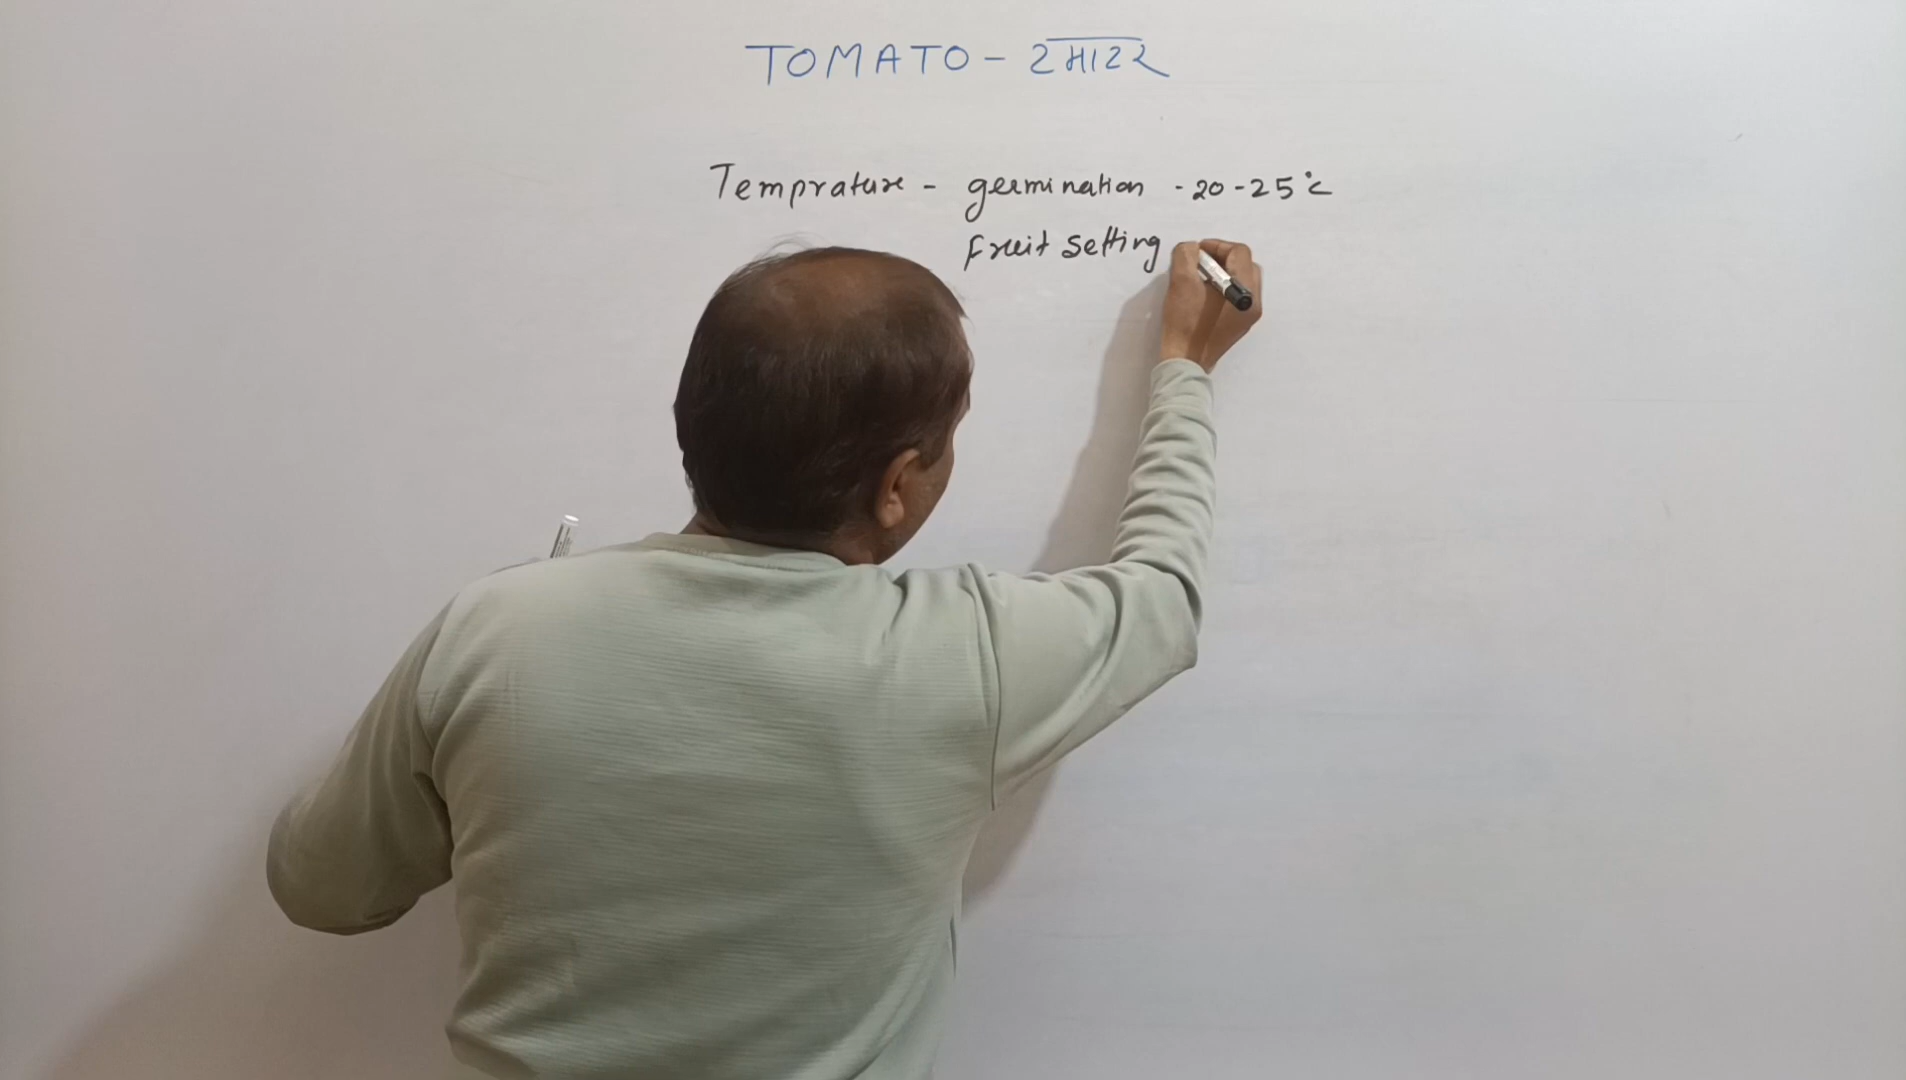 TOMATO - टमाटर
Temprature - germination - 20-25°c
fruit setting